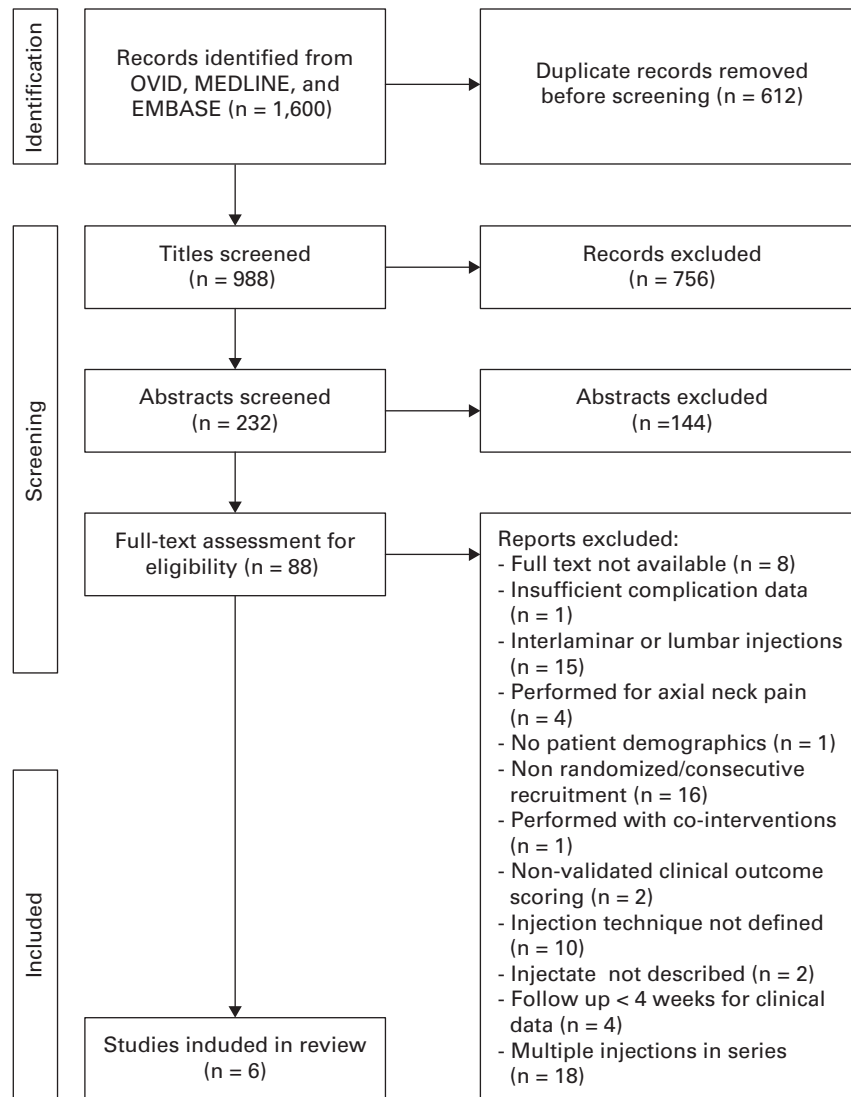 Identification
Records identified from
OVID, MEDLINE, and
EMBASE (n = 1,600)
Duplicate records removed
before screening (n = 612)
Screening
Titles screened
(n = 988)
Records excluded
(n = 756)
Abstracts screened
(n = 232)
Abstracts excluded
(n =144)
Full-text assessment for
eligibility (n = 88)
Reports excluded:
- Full text not available (n = 8)
- Insufficient complication data
(n = 1)
- Interlaminar or lumbar injections
(n = 15)
- Performed for axial neck pain
(n = 4)
- No patient demographics (n = 1)
- Non randomized/consecutive
recruitment (n = 16)
- Performed with co-interventions
(n = 1)
- Non-validated clinical outcome
scoring (n = 2)
- Injection technique not defined
(n = 10)
- Injectate  not described (n = 2)
- Follow up < 4 weeks for clinical
data (n = 4)
- Multiple injections in series
(n = 18)
Included
Studies induded in review
(n = 6)